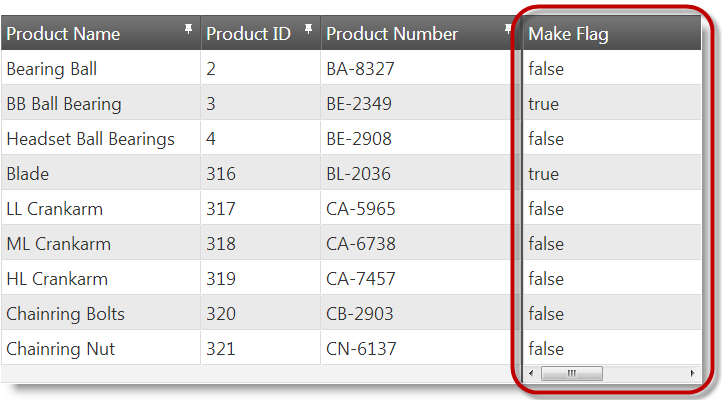 Product Name Product ID Product Number Make Flag
Bearing Ball 2 BA-8327 false
BB Ball Bearing 3 BE-2349 true
Headset Ball Bearings 4 BE-2908 false
Blade 316 BL-2036 true
LL Crankarm 317 CA-5965 false
ML Crankarm 318 CA-6738 false
HL Crankarm 319 CA-7457 false
Chainring Bolts 320 CB-2903 false
Chainring Nut 321 CN-6137 false